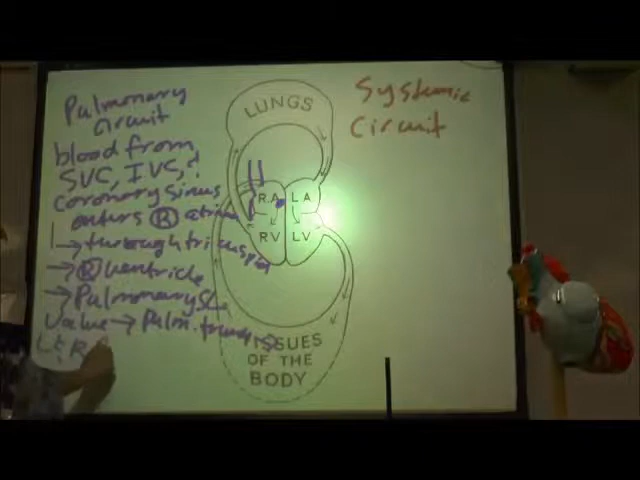 Pulmonary
circuit
blood from
SVC, IVC, &
coronary sinus
enters Ⓡ atrium
→ through tricuspid
→ Ⓡ ventricle
→ Pulmonary SL
valve → Pulm. trunk →
L & R
Systemic
Circuit
LUNGS
RA LA
RV LV
TISSUES
OF THE
BODY